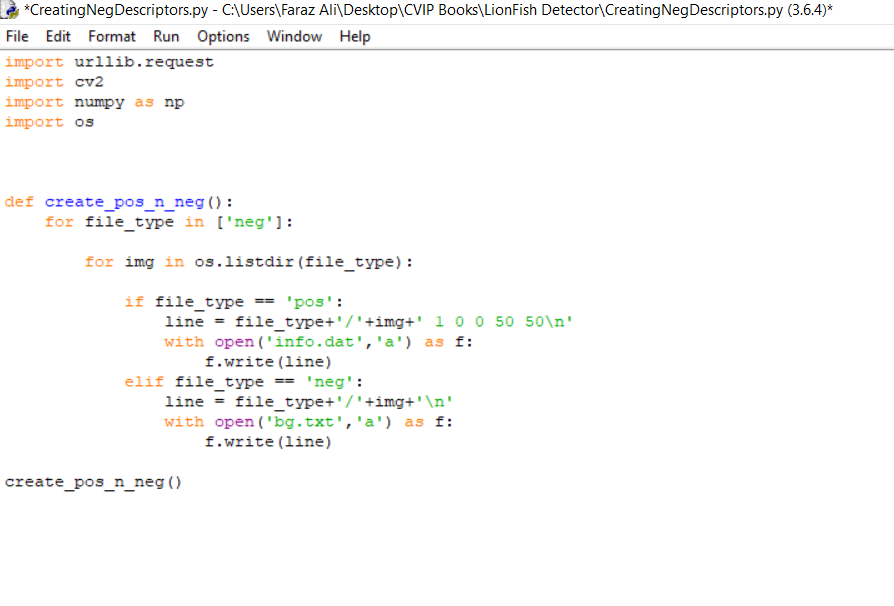 *CreatingNegDescriptors.py - C:\Users\Faraz Ali\Desktop\CVIP Books\LionFish Detector\CreatingNegDescriptors.py (3.6.4)*
File Edit Format Run Options Window Help
import urllib.request
import cv2
import numpy as np
import os
def create_pos_n_neg():
    for file_type in ['neg']:
        for img in os.listdir(file_type):
            if file_type == 'pos':
                line = file_type+'/'+img+' 1 0 0 50 50\n'
                with open('info.dat','a') as f:
                    f.write(line)
            elif file_type == 'neg':
                line = file_type+'/'+img+'\n'
                with open('bg.txt','a') as f:
                    f.write(line)
create_pos_n_neg()